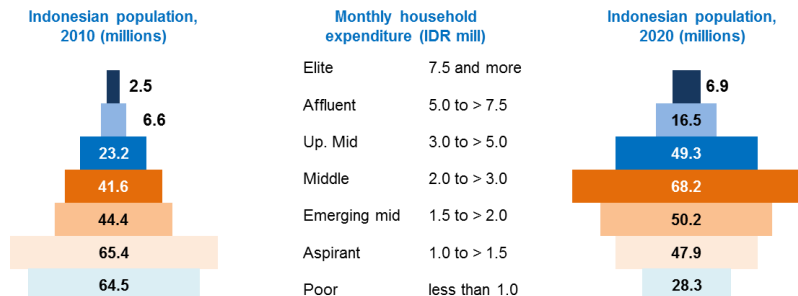 Indonesian population,
2010 (millions)
Monthly household
expenditure (IDR mill)
Indonesian population,
2020 (millions)
2.5
Elite 7.5 and more
6.9
6.6
Affluent 5.0 to > 7.5
16.5
23.2
Up. Mid 3.0 to > 5.0
49.3
41.6
Middle 2.0 to > 3.0
68.2
44.4
Emerging mid 1.5 to > 2.0
50.2
65.4
Aspirant 1.0 to > 1.5
47.9
64.5
Poor less than 1.0
28.3